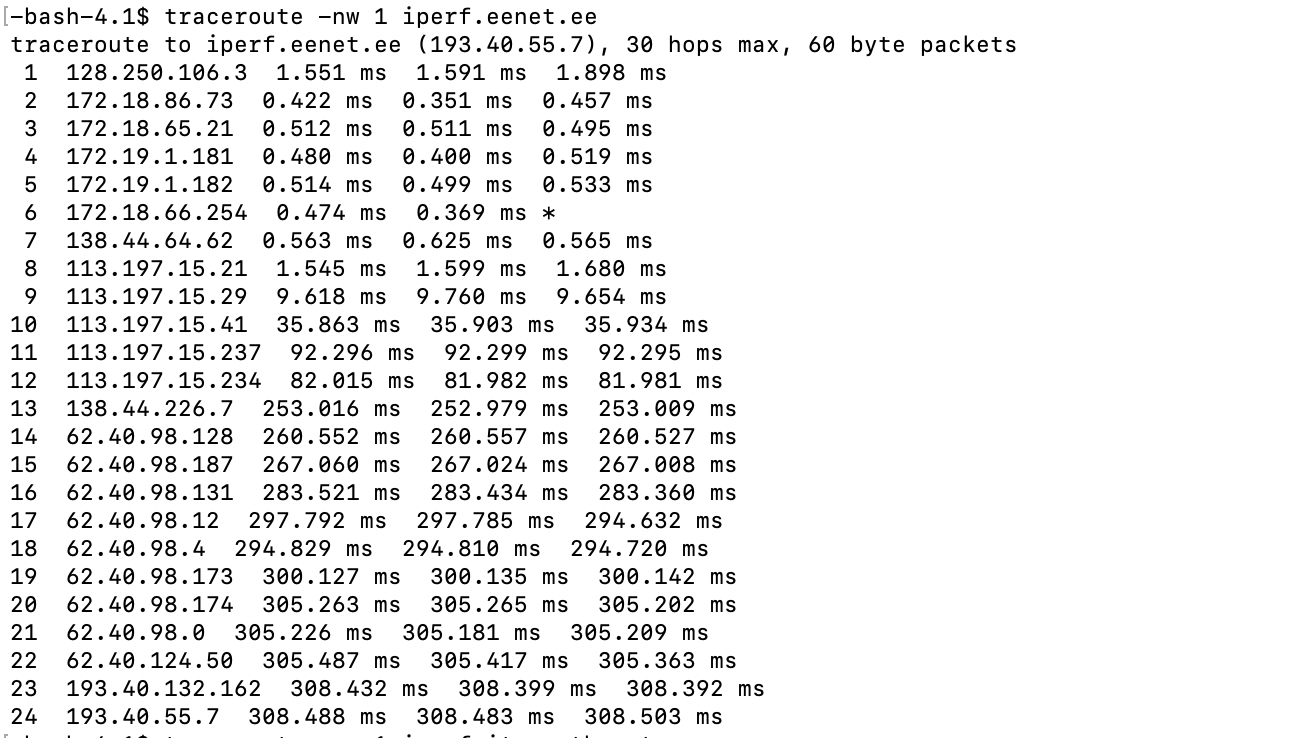 [-bash-4.1$ traceroute -nw 1 iperf.eenet.ee
traceroute to iperf.eenet.ee (193.40.55.7), 30 hops max, 60 byte packets
 1  128.250.106.3  1.551 ms  1.591 ms  1.898 ms
 2  172.18.86.73  0.422 ms  0.351 ms  0.457 ms
 3  172.18.65.21  0.512 ms  0.511 ms  0.495 ms
 4  172.19.1.181  0.480 ms  0.400 ms  0.519 ms
 5  172.19.1.182  0.514 ms  0.499 ms  0.533 ms
 6  172.18.66.254  0.474 ms  0.369 ms *
 7  138.44.64.62  0.563 ms  0.625 ms  0.565 ms
 8  113.197.15.21  1.545 ms  1.599 ms  1.680 ms
 9  113.197.15.29  9.618 ms  9.760 ms  9.654 ms
10  113.197.15.41  35.863 ms  35.903 ms  35.934 ms
11  113.197.15.237  92.296 ms  92.299 ms  92.295 ms
12  113.197.15.234  82.015 ms  81.982 ms  81.981 ms
13  138.44.226.7  253.016 ms  252.979 ms  253.009 ms
14  62.40.98.128  260.552 ms  260.557 ms  260.527 ms
15  62.40.98.187  267.060 ms  267.024 ms  267.008 ms
16  62.40.98.131  283.521 ms  283.434 ms  283.360 ms
17  62.40.98.12  297.792 ms  297.785 ms  294.632 ms
18  62.40.98.4  294.829 ms  294.810 ms  294.720 ms
19  62.40.98.173  300.127 ms  300.135 ms  300.142 ms
20  62.40.98.174  305.263 ms  305.265 ms  305.202 ms
21  62.40.98.0  305.226 ms  305.181 ms  305.209 ms
22  62.40.124.50  305.487 ms  305.417 ms  305.363 ms
23  193.40.132.162  308.432 ms  308.399 ms  308.392 ms
24  193.40.55.7  308.488 ms  308.483 ms  308.503 ms